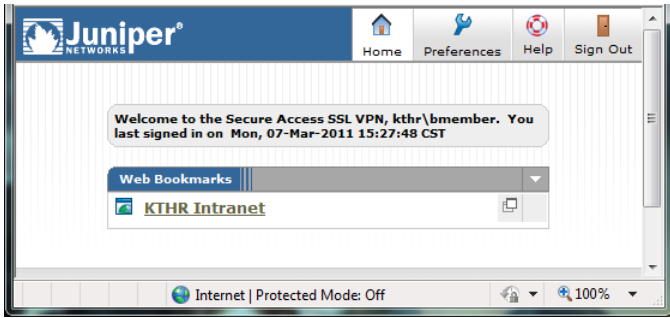 Juniper®
NETWORKS
Home Preferences Help Sign Out
Welcome to the Secure Access SSL VPN, kthr\bmember. You
last signed in on Mon, 07-Mar-2011 15:27:48 CST
Web Bookmarks
KTHR Intranet
Internet | Protected Mode: Off 100%